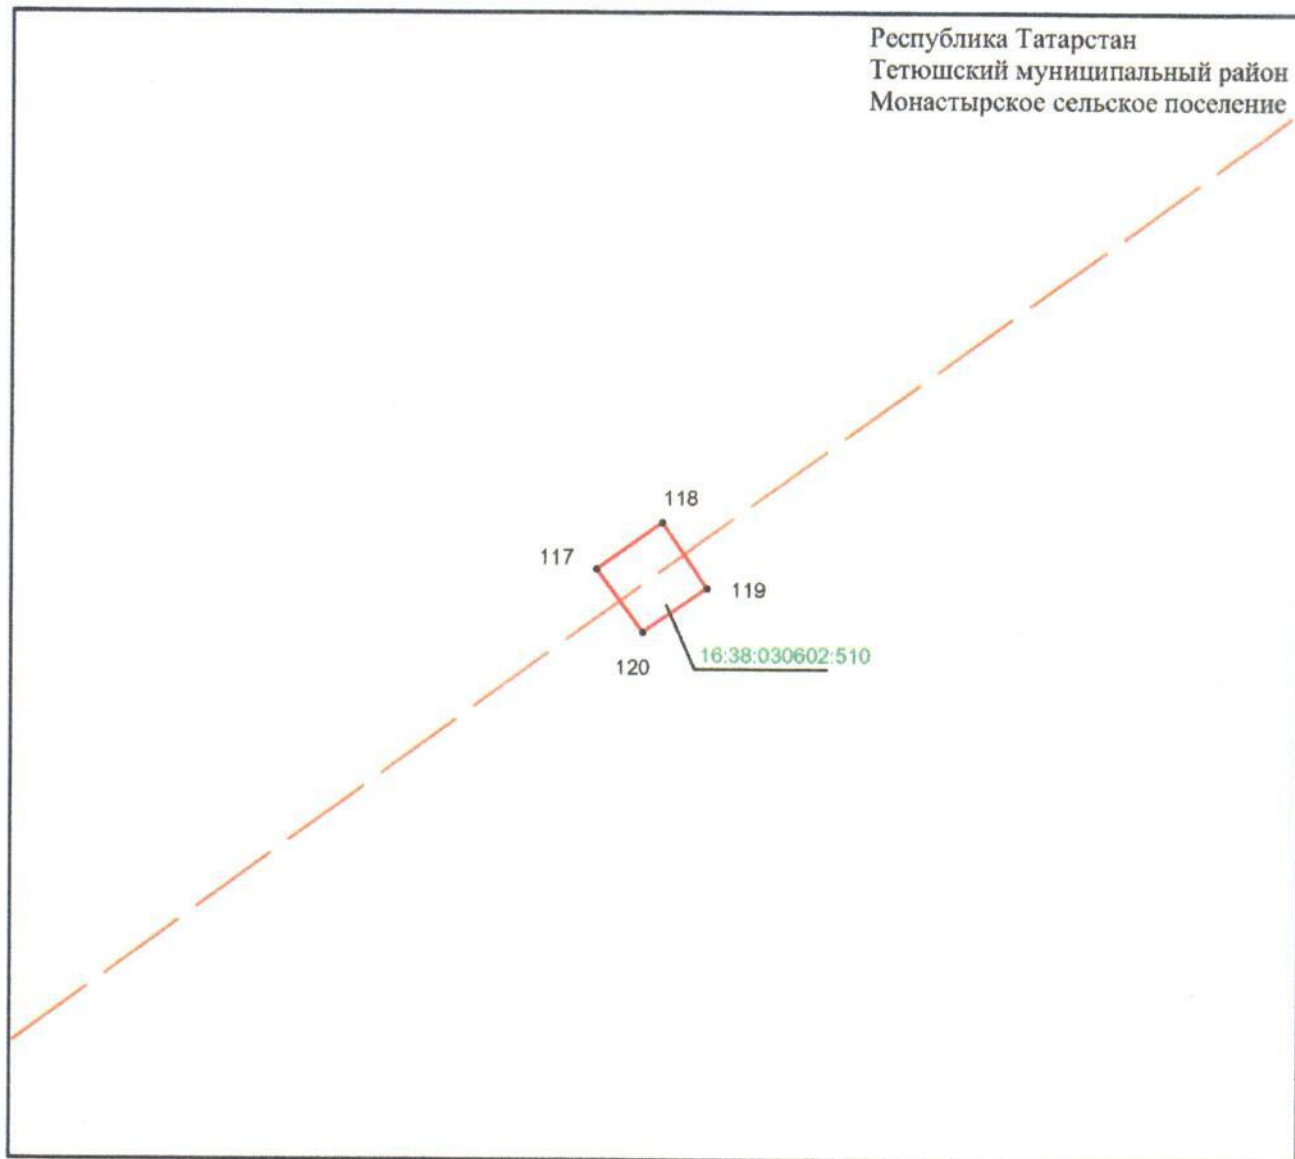 Республика Татарстан
Тетюшский муниципальный район
Монастырское сельское поселение
118
117
119
120
16:38:030602:510